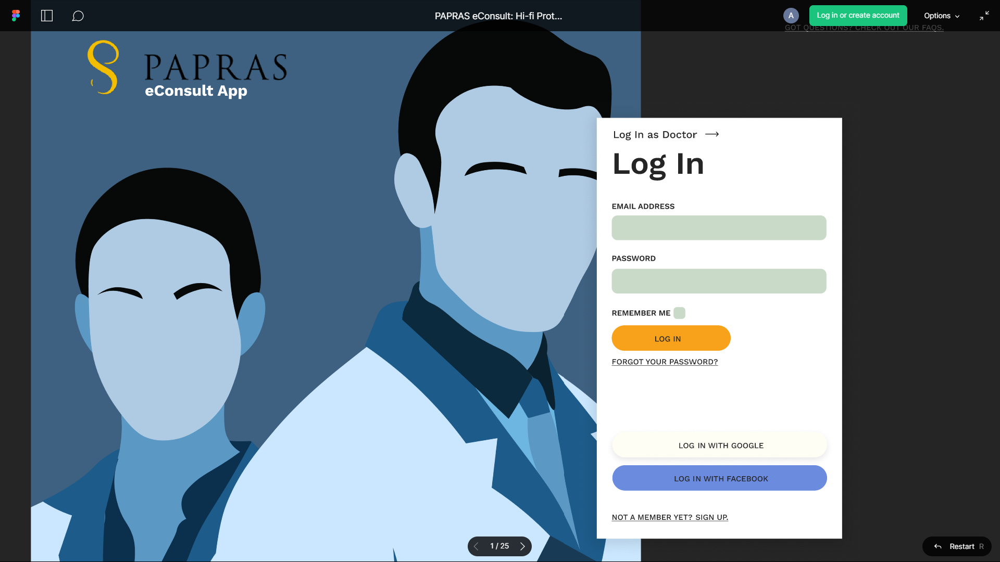 PAPRAS eConsult: Hi-fi Prot...
A
Log in or create account
Options
GOT QUESTIONS? CHECK OUT OUR FAQS.
PAPRAS
eConsult App
Log In as Doctor
Log In
EMAIL ADDRESS
PASSWORD
REMEMBER ME
LOG IN
FORGOT YOUR PASSWORD?
LOG IN WITH GOOGLE
LOG IN WITH FACEBOOK
NOT A MEMBER YET? SIGN UP.
1 / 25
Restart R